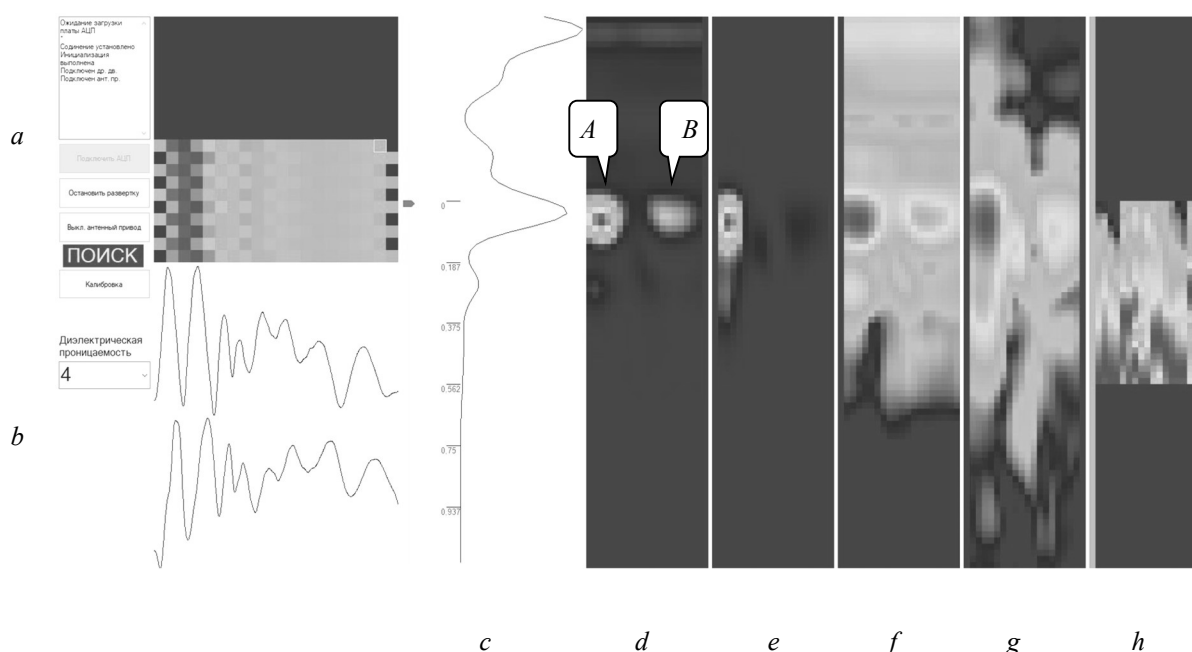 Ожидание загрузки
платы АЦП
*
Содинение установлено
Инициализация
выполнена
Подключен др. дв.
Подключен ант. пр.
a
Подключить АЦП
Остановить развертку
Выкл. антенный привод
ПОИСК
Калибровка
Диэлектрическая
проницаемость
4
b
0
0.187
0.375
0.562
0.75
0.937
A
B
c d e f g h